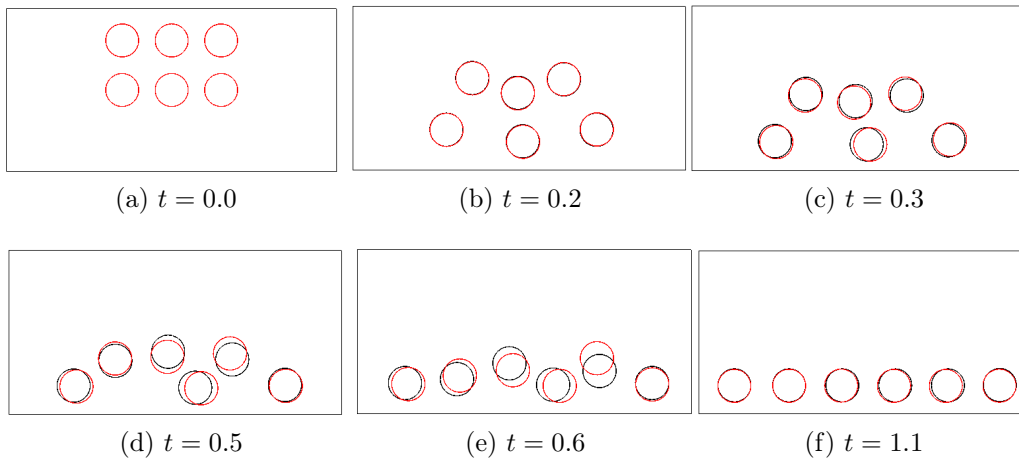 (a) t = 0.0
(b) t = 0.2
(c) t = 0.3
(d) t = 0.5
(e) t = 0.6
(f) t = 1.1